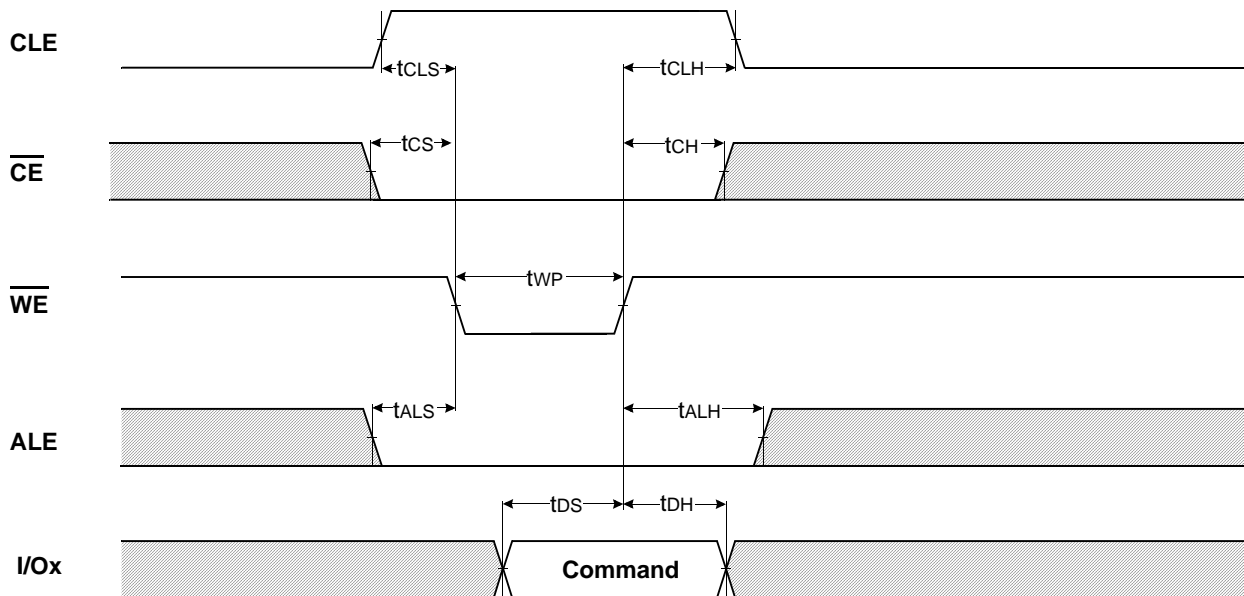 CLE
tCLS
tCLH
CE
tCS
tCH
WE
tWP
ALE
tALS
tALH
I/Ox
tDS
tDH
Command